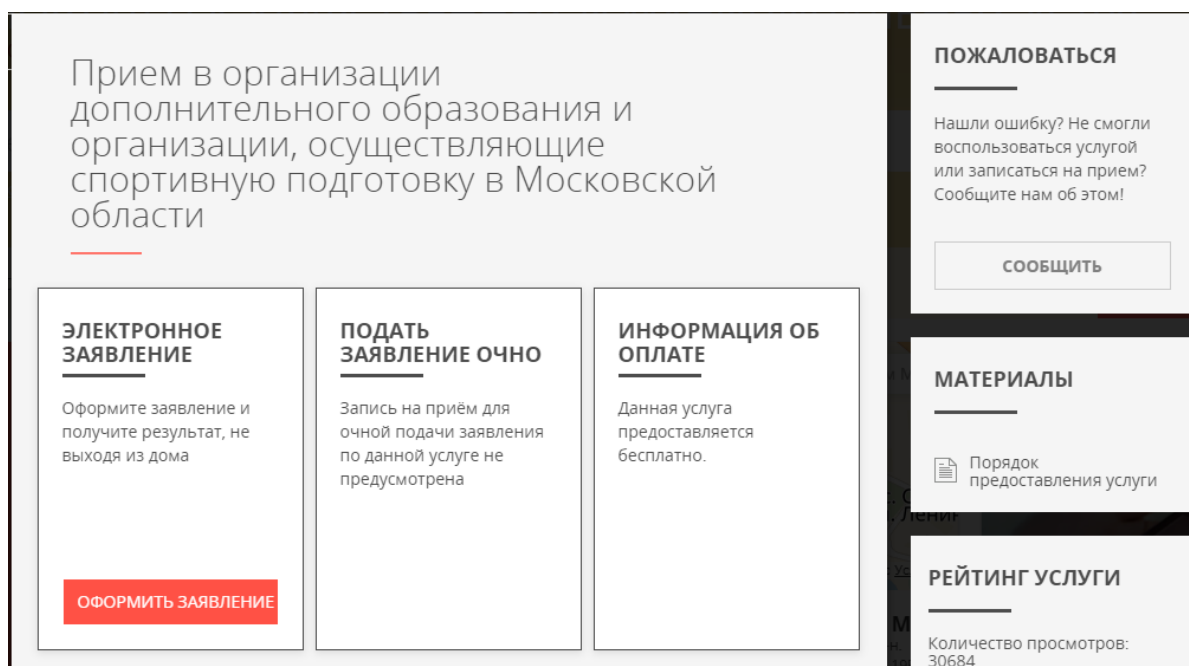 Прием в организации
дополнительного образования и
организации, осуществляющие
спортивную подготовку в Московской
области
ЭЛЕКТРОННОЕ
ЗАЯВЛЕНИЕ
Оформите заявление и
получите результат, не
выходя из дома
ОФОРМИТЬ ЗАЯВЛЕНИЕ
ПОДАТЬ
ЗАЯВЛЕНИЕ ОЧНО
Запись на приём для
очной подачи заявления
по данной услуге не
предусмотрена
ИНФОРМАЦИЯ ОБ
ОПЛАТЕ
Данная услуга
предоставляется
бесплатно.
ПОЖАЛОВАТЬСЯ
Нашли ошибку? Не смогли
воспользоваться услугой
или записаться на прием?
Сообщите нам об этом!
СООБЩИТЬ
МАТЕРИАЛЫ
Порядок
предоставления услуги
РЕЙТИНГ УСЛУГИ
Количество просмотров:
30684